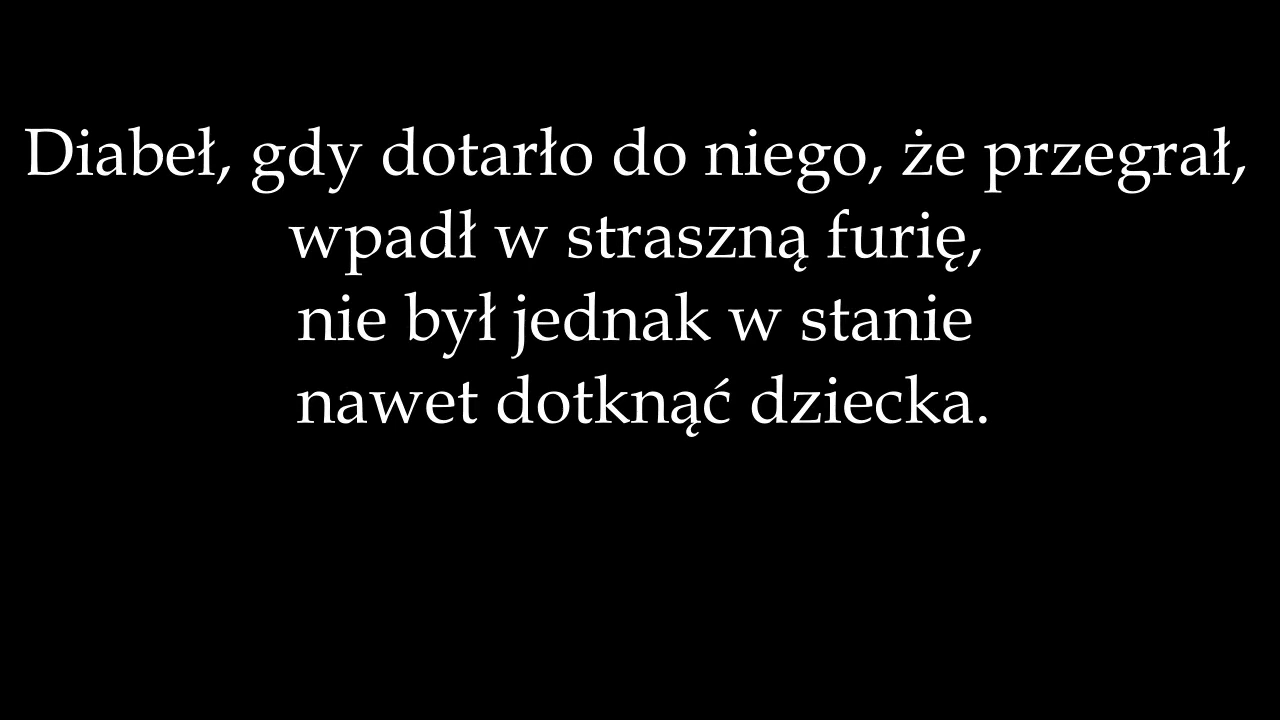 Diabeł, gdy dotarło do niego, że przegrał,
wpadł w straszną furię,
nie był jednak w stanie
nawet dotknąć dziecka.